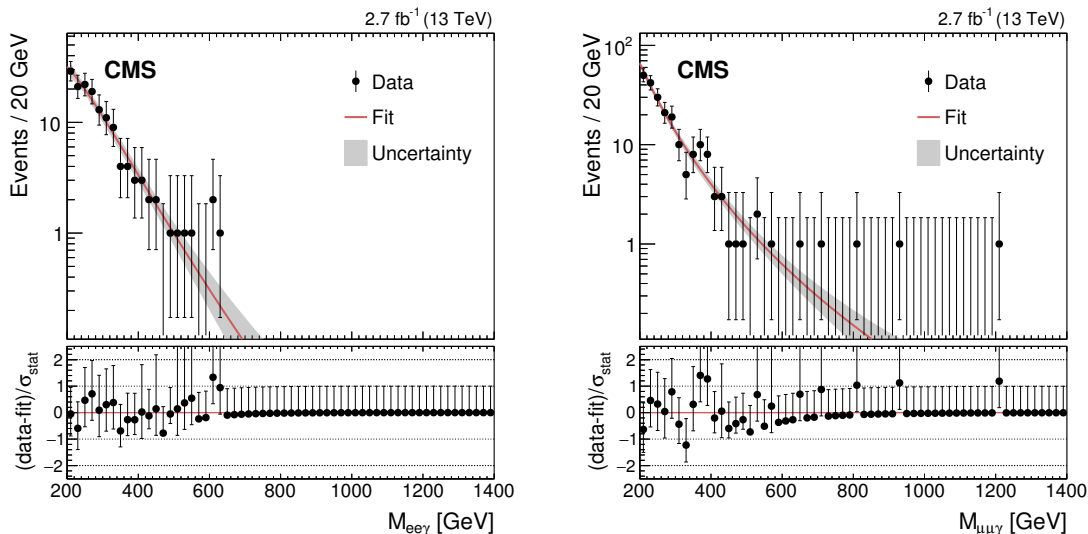 2.7 fb⁻¹ (13 TeV)
CMS
Events / 20 GeV
10
1
Data
Fit
Uncertainty
(data-fit)/σstat
2
1
0
−1
−2
200 400 600 800 1000 1200 1400
Meeγ [GeV]
2.7 fb⁻¹ (13 TeV)
CMS
Events / 20 GeV
10²
10
1
Data
Fit
Uncertainty
(data-fit)/σstat
2
1
0
−1
−2
200 400 600 800 1000 1200 1400
Mμμγ [GeV]